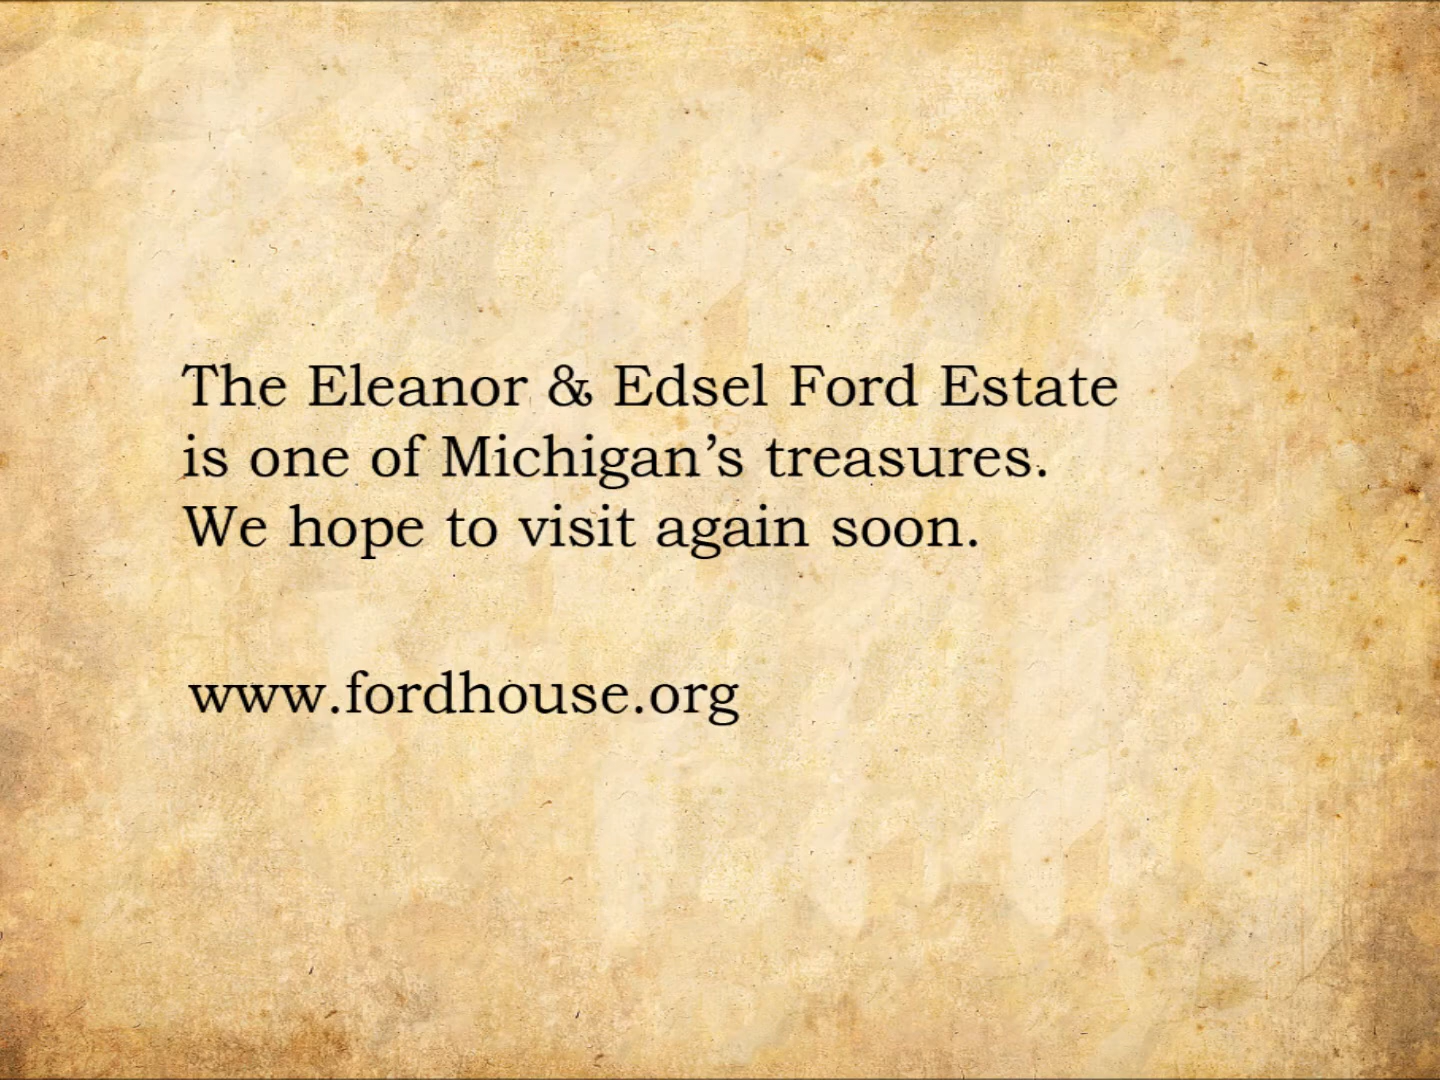 The Eleanor & Edsel Ford Estate
is one of Michigan’s treasures.
We hope to visit again soon.
www.fordhouse.org